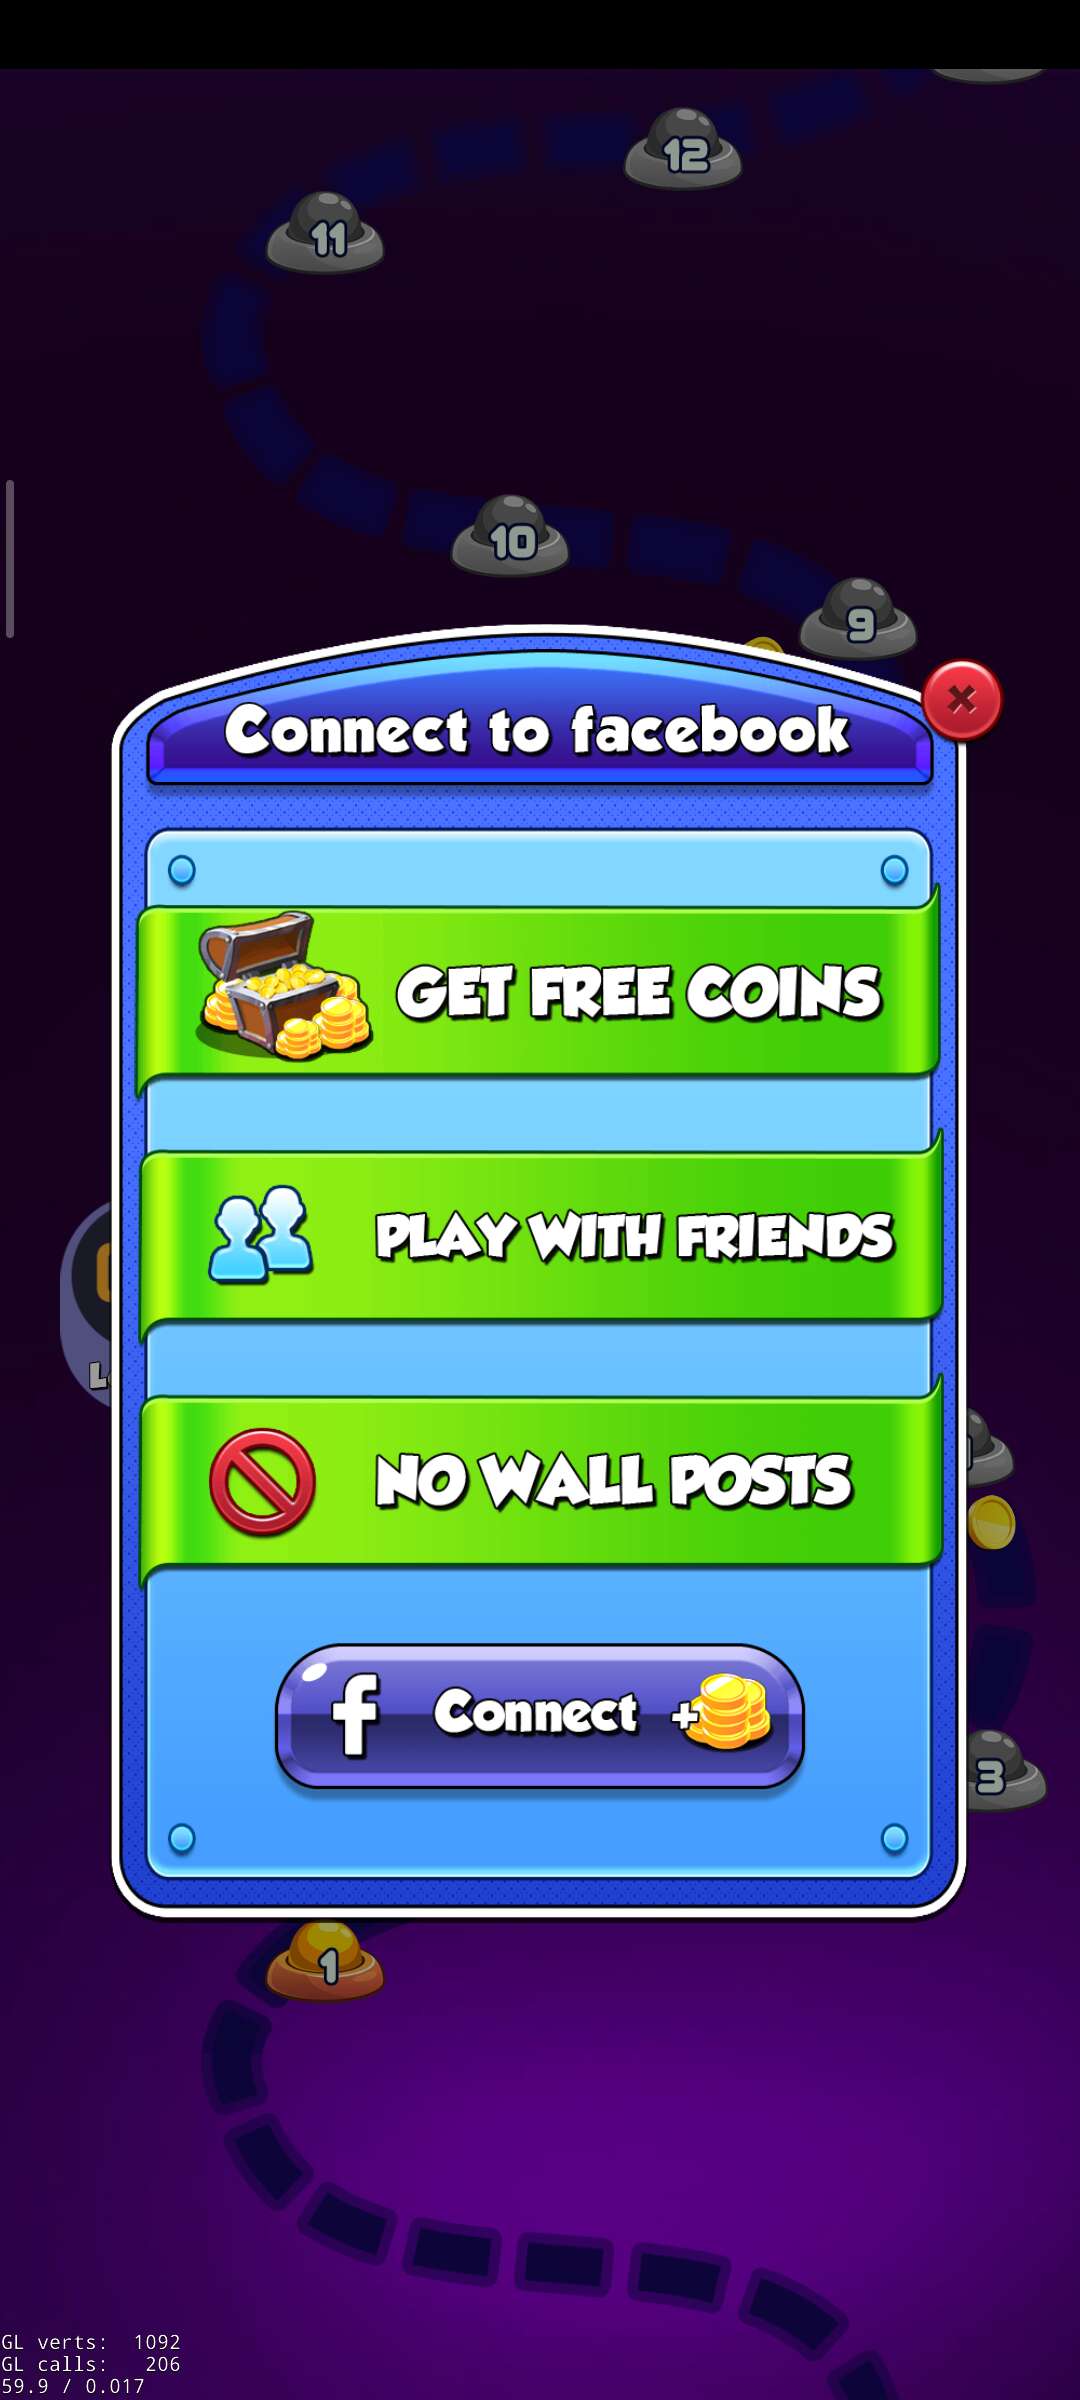 12
11
10
9
Connect to facebook
GET FREE COINS
PLAY WITH FRIENDS
NO WALL POSTS
Connect +
3
1
GL verts: 1092
GL calls: 206
59.9 / 0.017